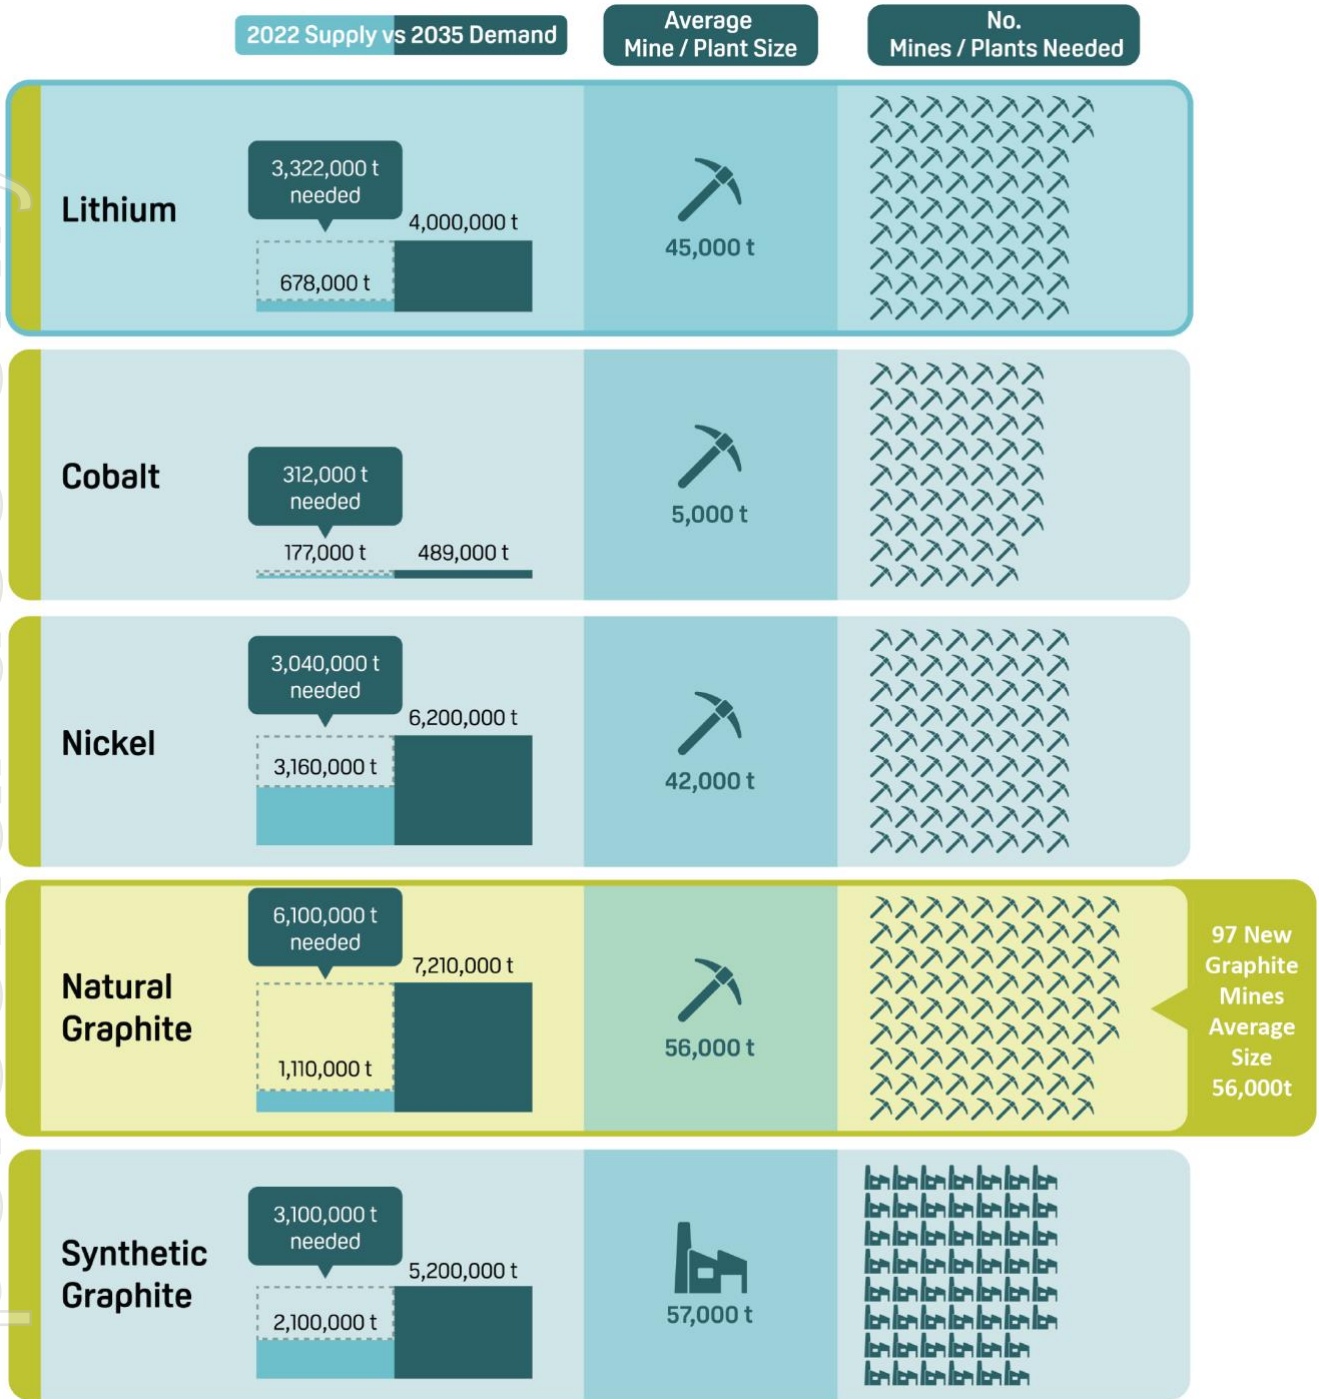 2022 Supply vs 2035 Demand
Average
Mine / Plant Size
No.
Mines / Plants Needed
Lithium
3,322,000 t
needed
4,000,000 t
678,000 t
45,000 t
Cobalt
312,000 t
needed
177,000 t
489,000 t
5,000 t
Nickel
3,040,000 t
needed
6,200,000 t
3,160,000 t
42,000 t
Natural
Graphite
6,100,000 t
needed
7,210,000 t
1,110,000 t
56,000 t
97 New
Graphite
Mines
Average
Size
56,000t
Synthetic
Graphite
3,100,000 t
needed
5,200,000 t
2,100,000 t
57,000 t